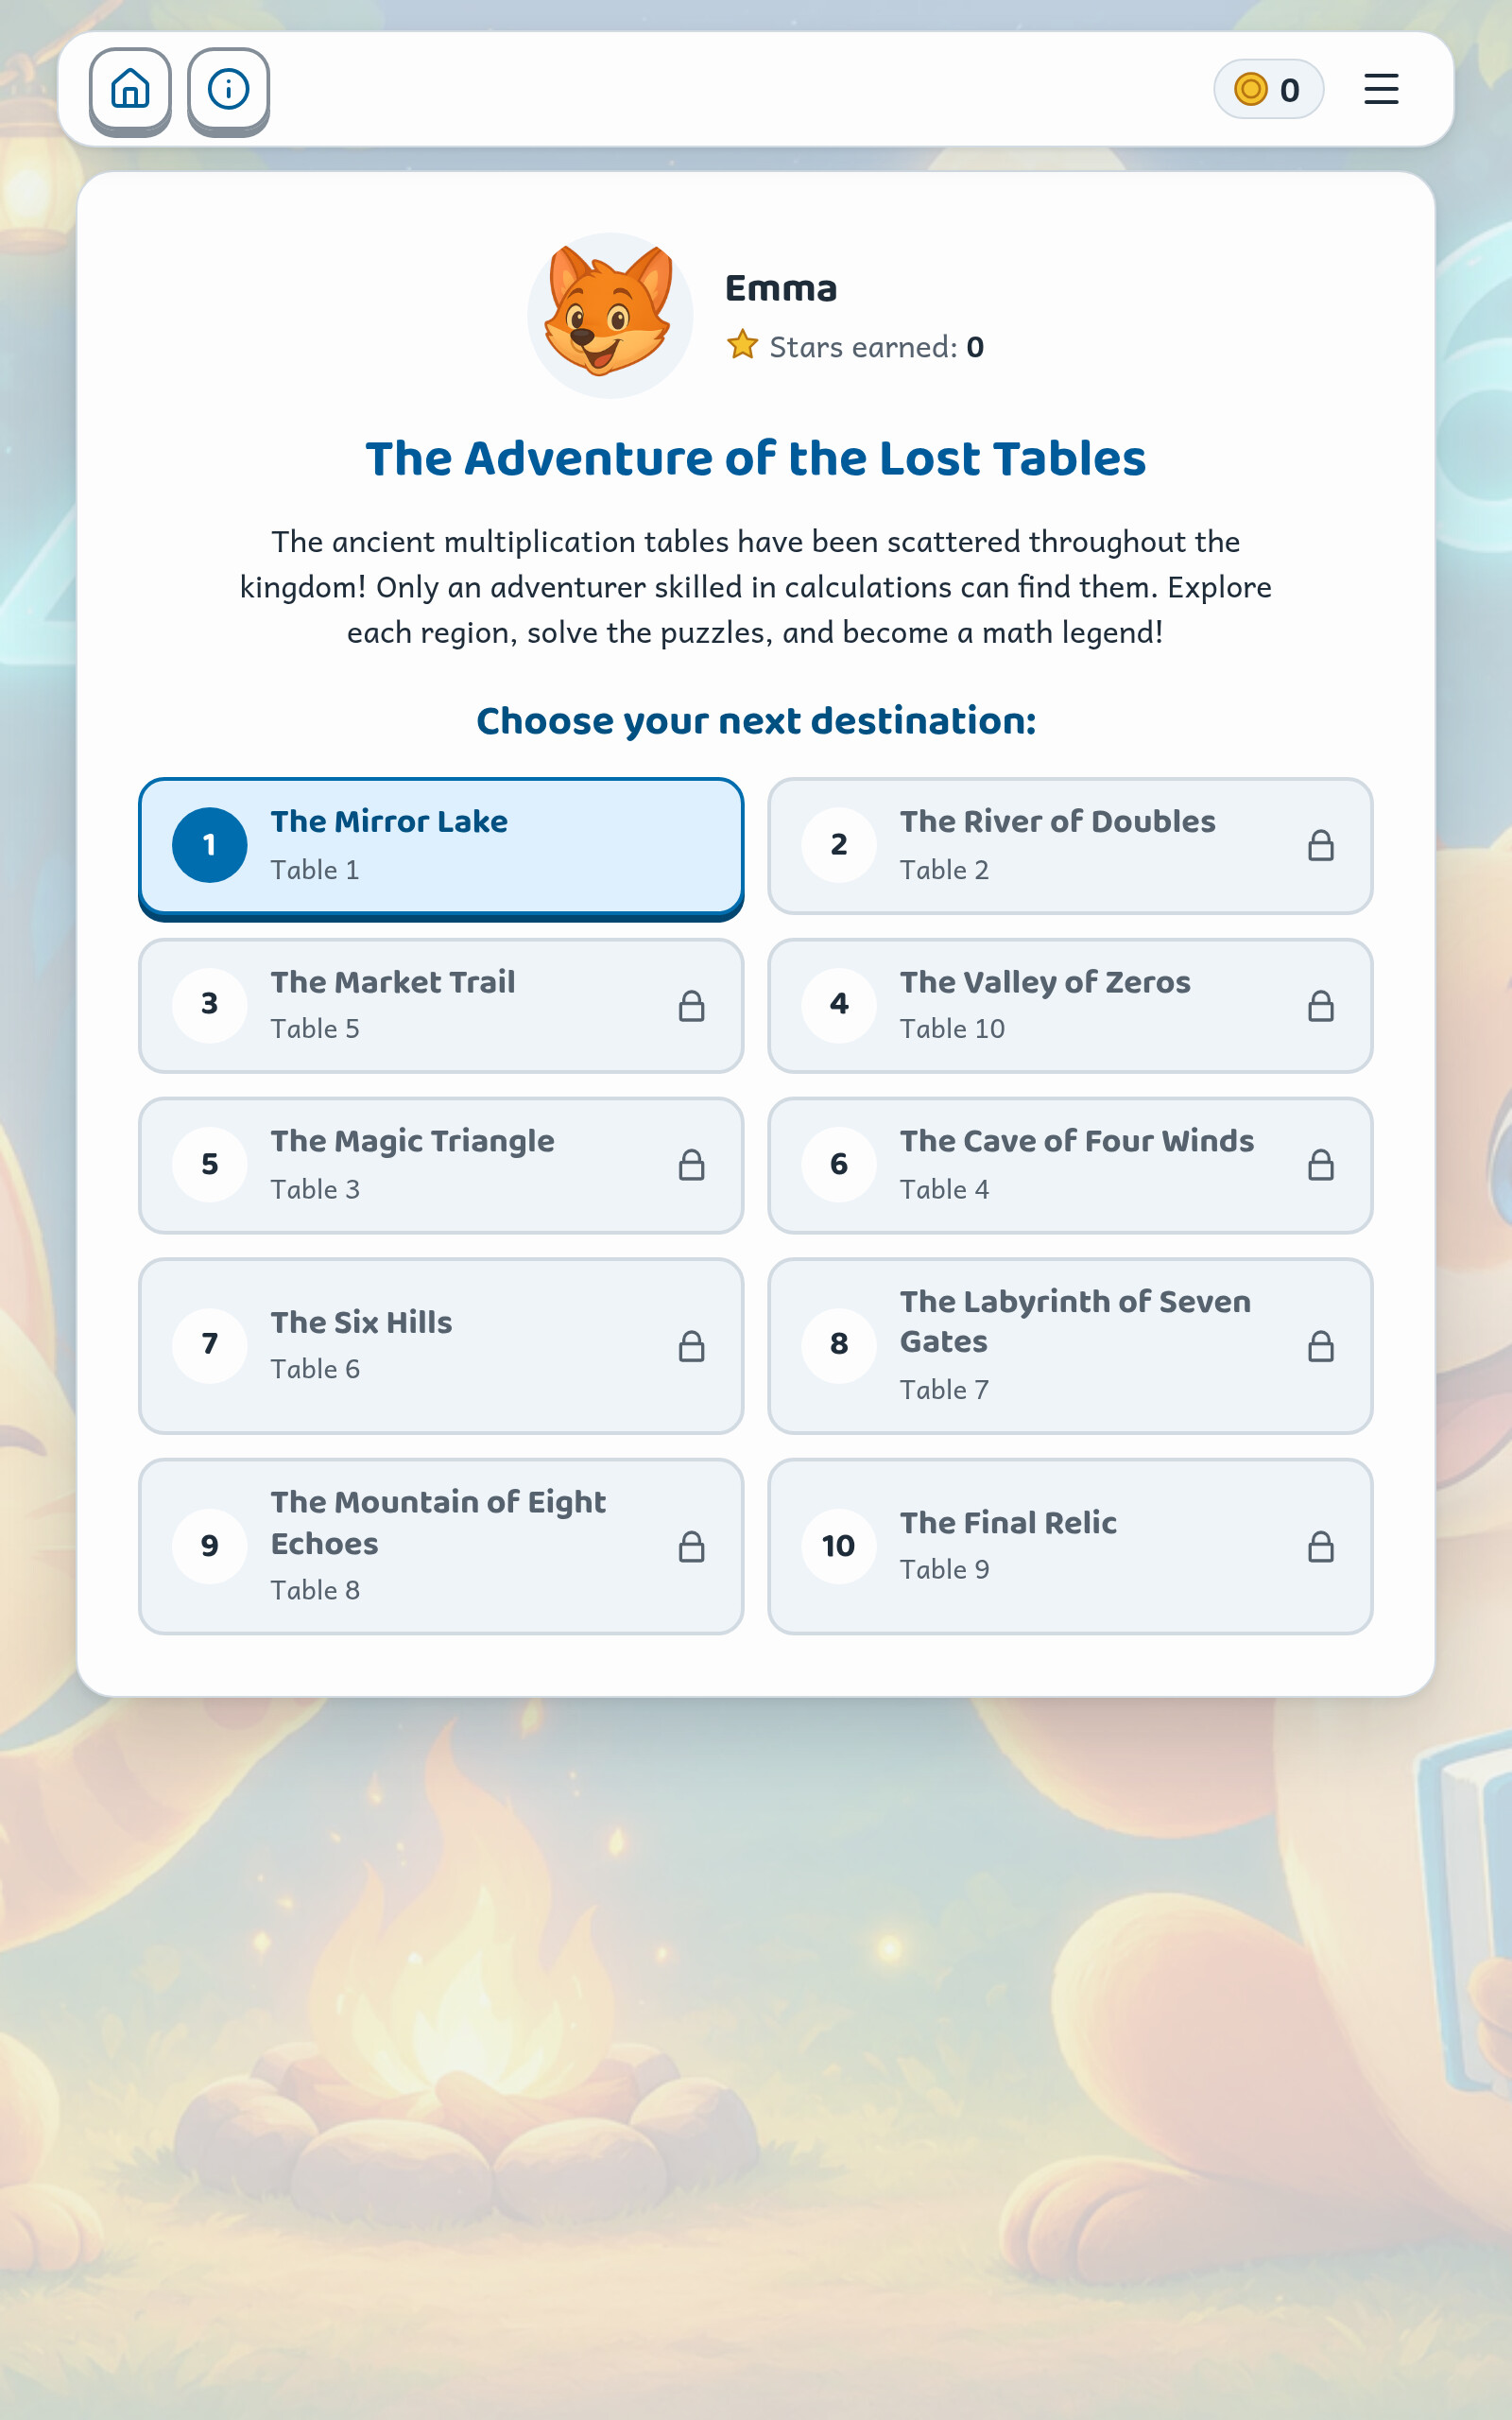 0
Emma
Stars earned: 0
The Adventure of the Lost Tables
The ancient multiplication tables have been scattered throughout the
kingdom! Only an adventurer skilled in calculations can find them. Explore
each region, solve the puzzles, and become a math legend!
Choose your next destination:
1
The Mirror Lake
Table 1
2
The River of Doubles
Table 2
3
The Market Trail
Table 5
4
The Valley of Zeros
Table 10
5
The Magic Triangle
Table 3
6
The Cave of Four Winds
Table 4
7
The Six Hills
Table 6
8
The Labyrinth of Seven
Gates
Table 7
9
The Mountain of Eight
Echoes
Table 8
10
The Final Relic
Table 9